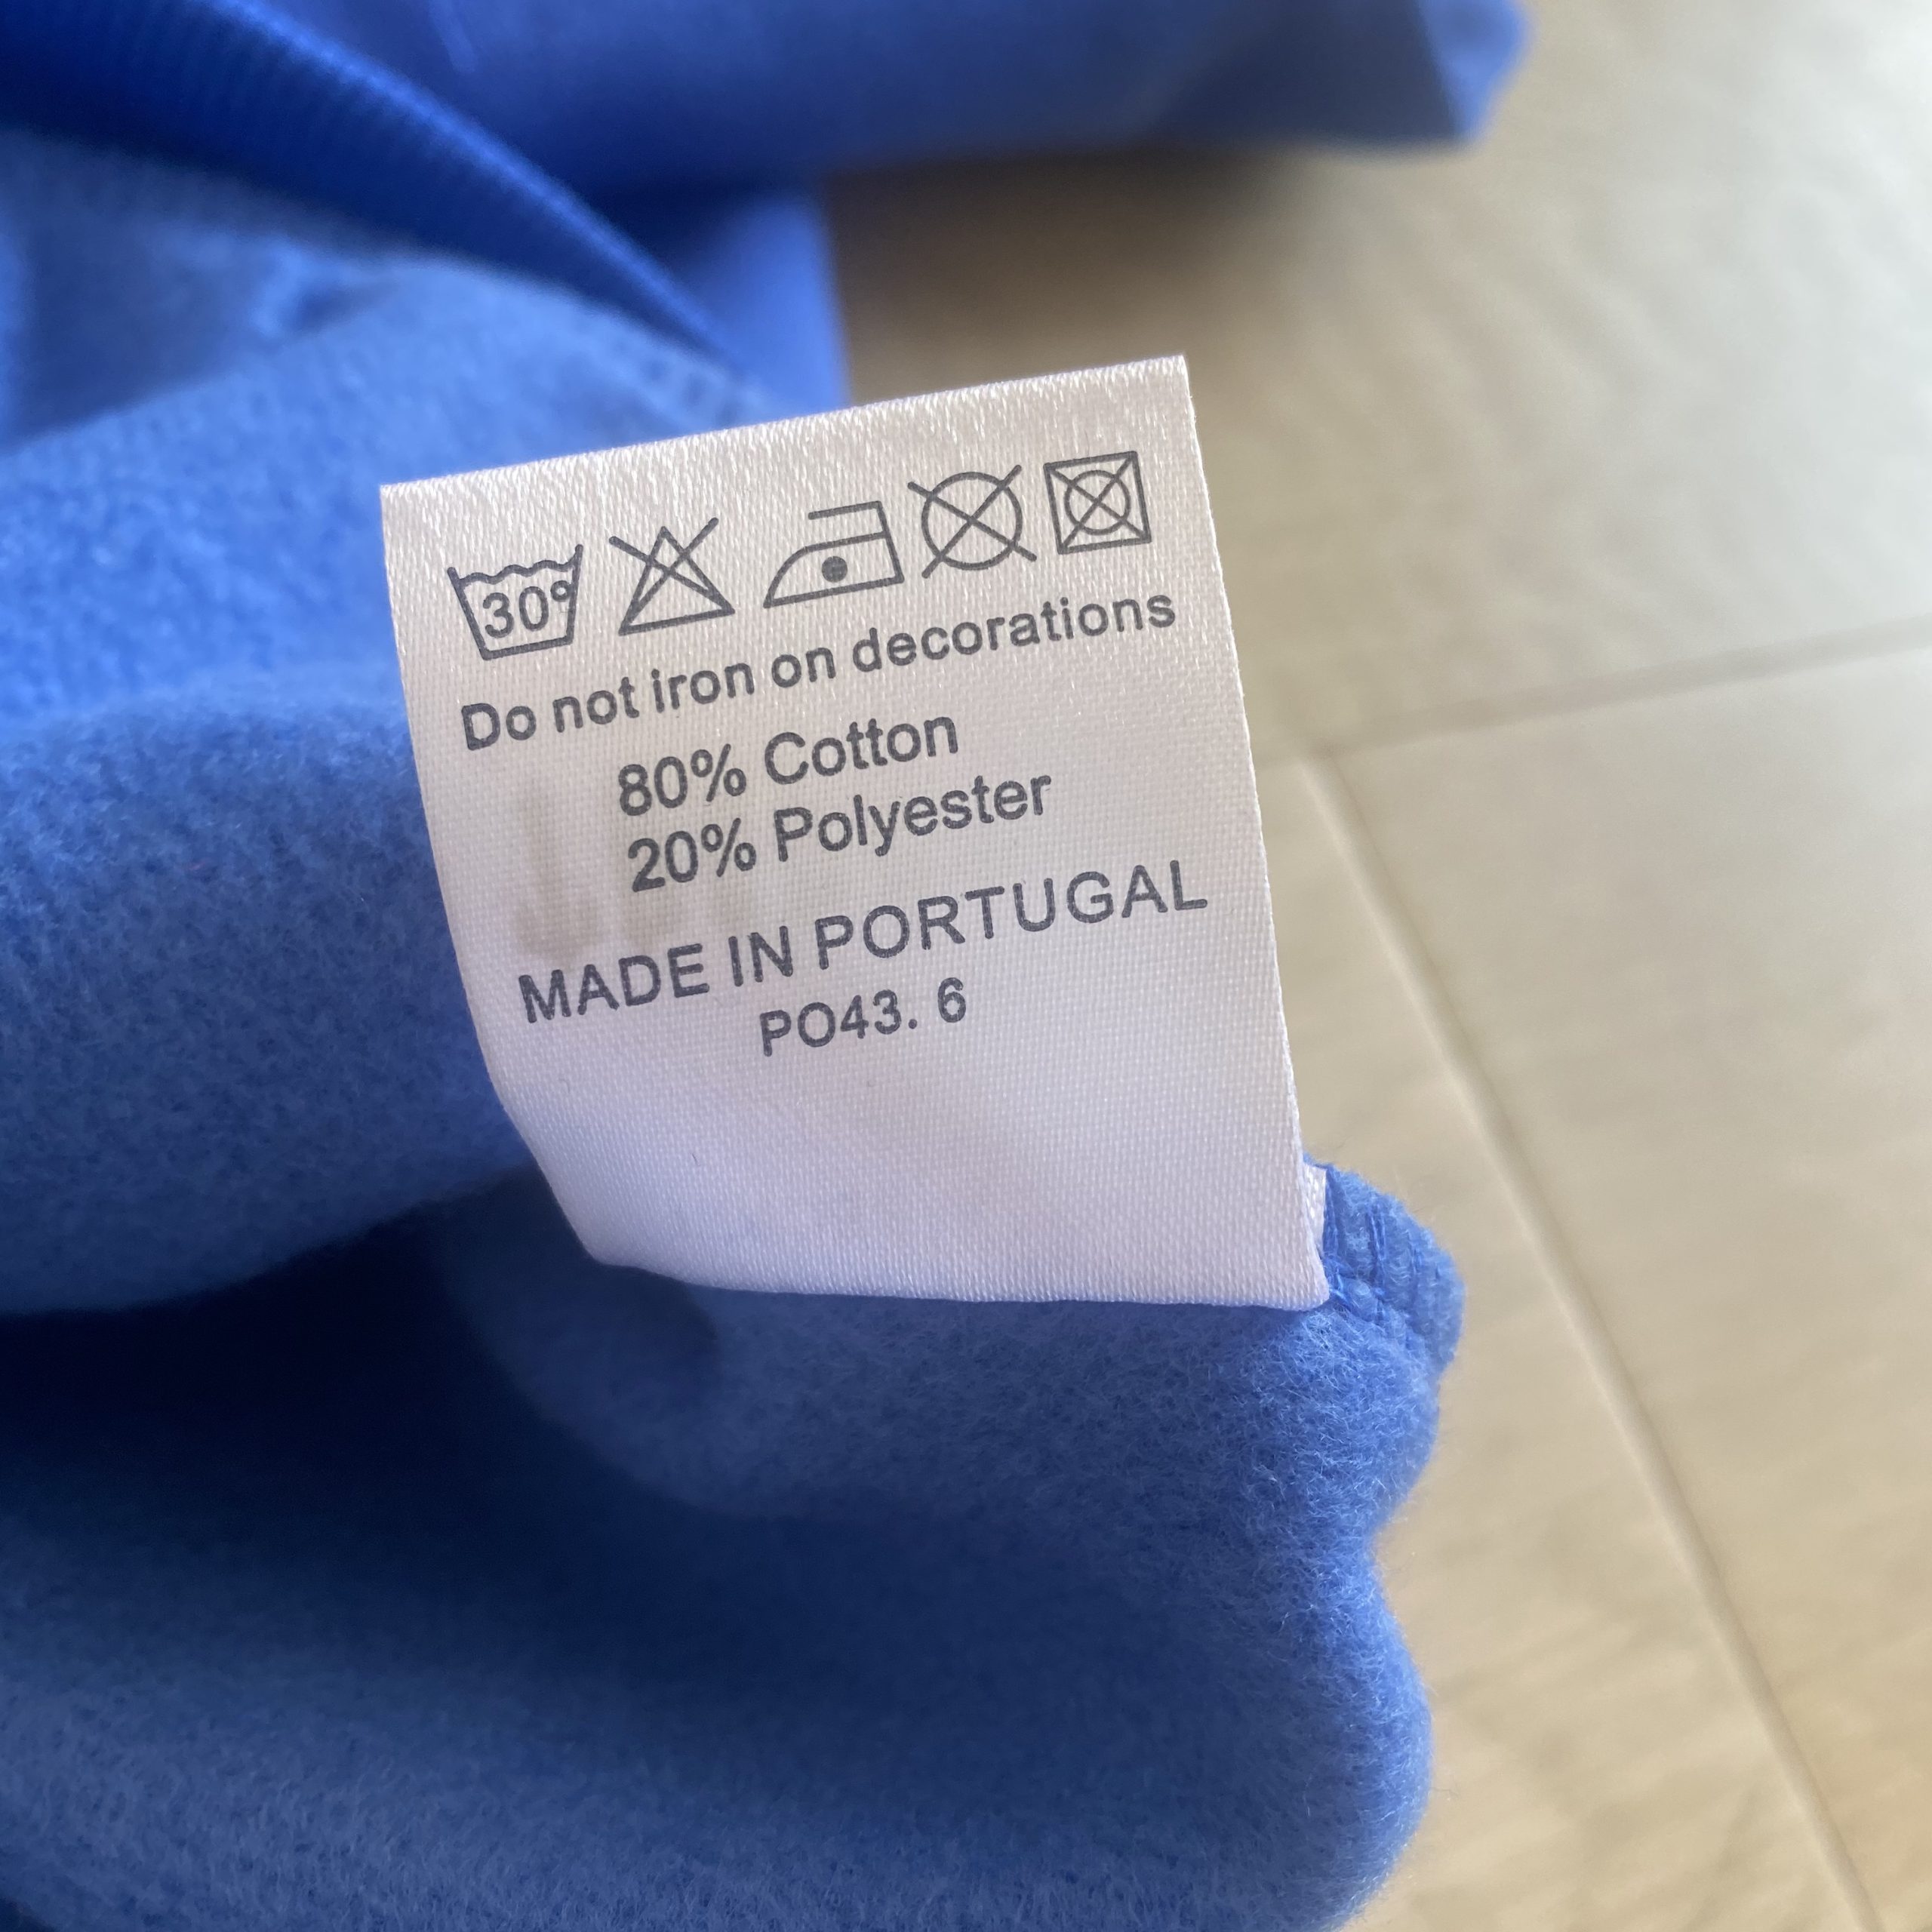 30°
Do not iron on decorations
80% Cotton
20% Polyester
MADE IN PORTUGAL
PO43. 6